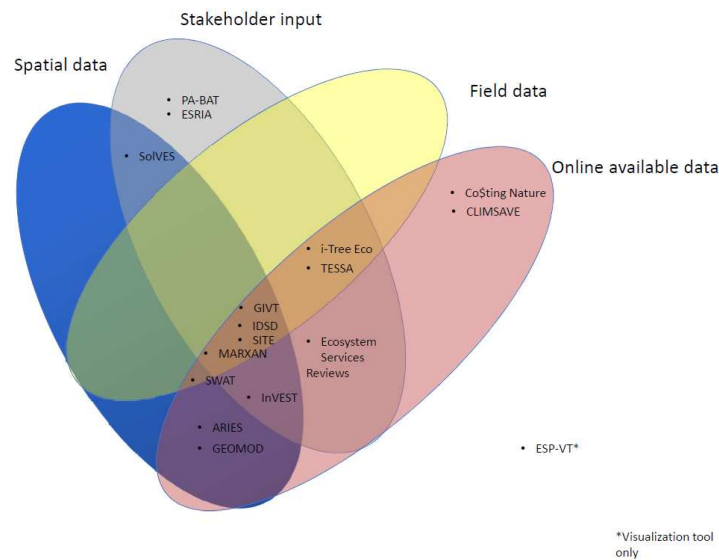 Stakeholder input
Spatial data
• PA-BAT
• ESRIA
Field data
• SolVES
Online available data
• Co$ting Nature
• CLIMSAVE
• i-Tree Eco
• TESSA
• GIVT
• IDSD
• SITE
• Ecosystem
Services
Reviews
• MARXAN
• SWAT
• InVEST
• ARIES
• GEOMOD
• ESP-VT*
*Visualization tool
only